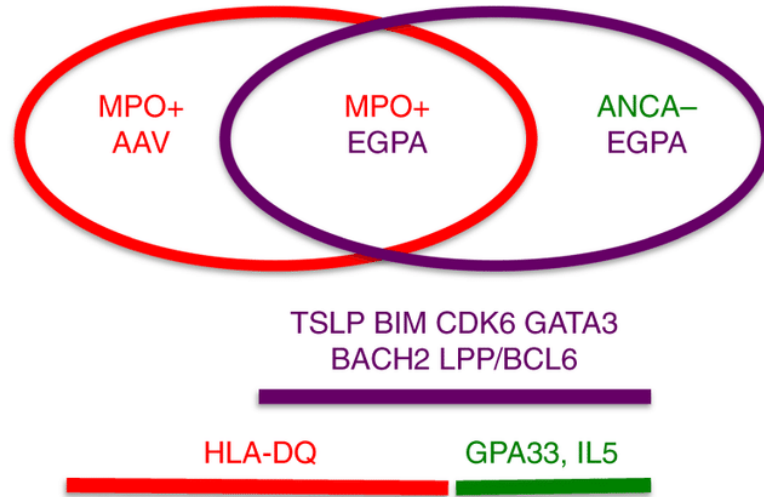 MPO+
AAV
MPO+
EGPA
ANCA–
EGPA
TSLP BIM CDK6 GATA3
BACH2 LPP/BCL6
HLA-DQ
GPA33, IL5